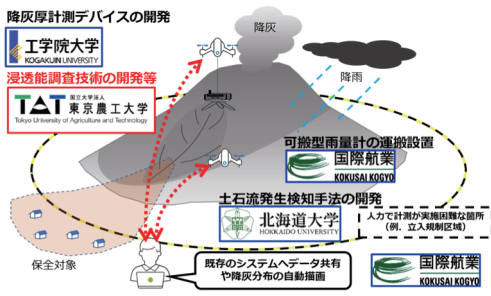 降灰厚計測デバイスの開発
工学院大学
KOGAKUIN UNIVERSITY
浸透能調査技術の開発等
TAT
国立大学法人
東京農工大学
Tokyo University of Agriculture and Technology
降灰
降雨
可搬型雨量計の運搬設置
国際航業
KOKUSAI KOGYO
土石流発生検知手法の開発
北海道大学
HOKKAIDO UNIVERSITY
人力で計測が実施困難な箇所
（例．立入規制区域）
保全対象
既存のシステムへデータ共有
や降灰分布の自動描画
国際航業
KOKUSAI KOGYO